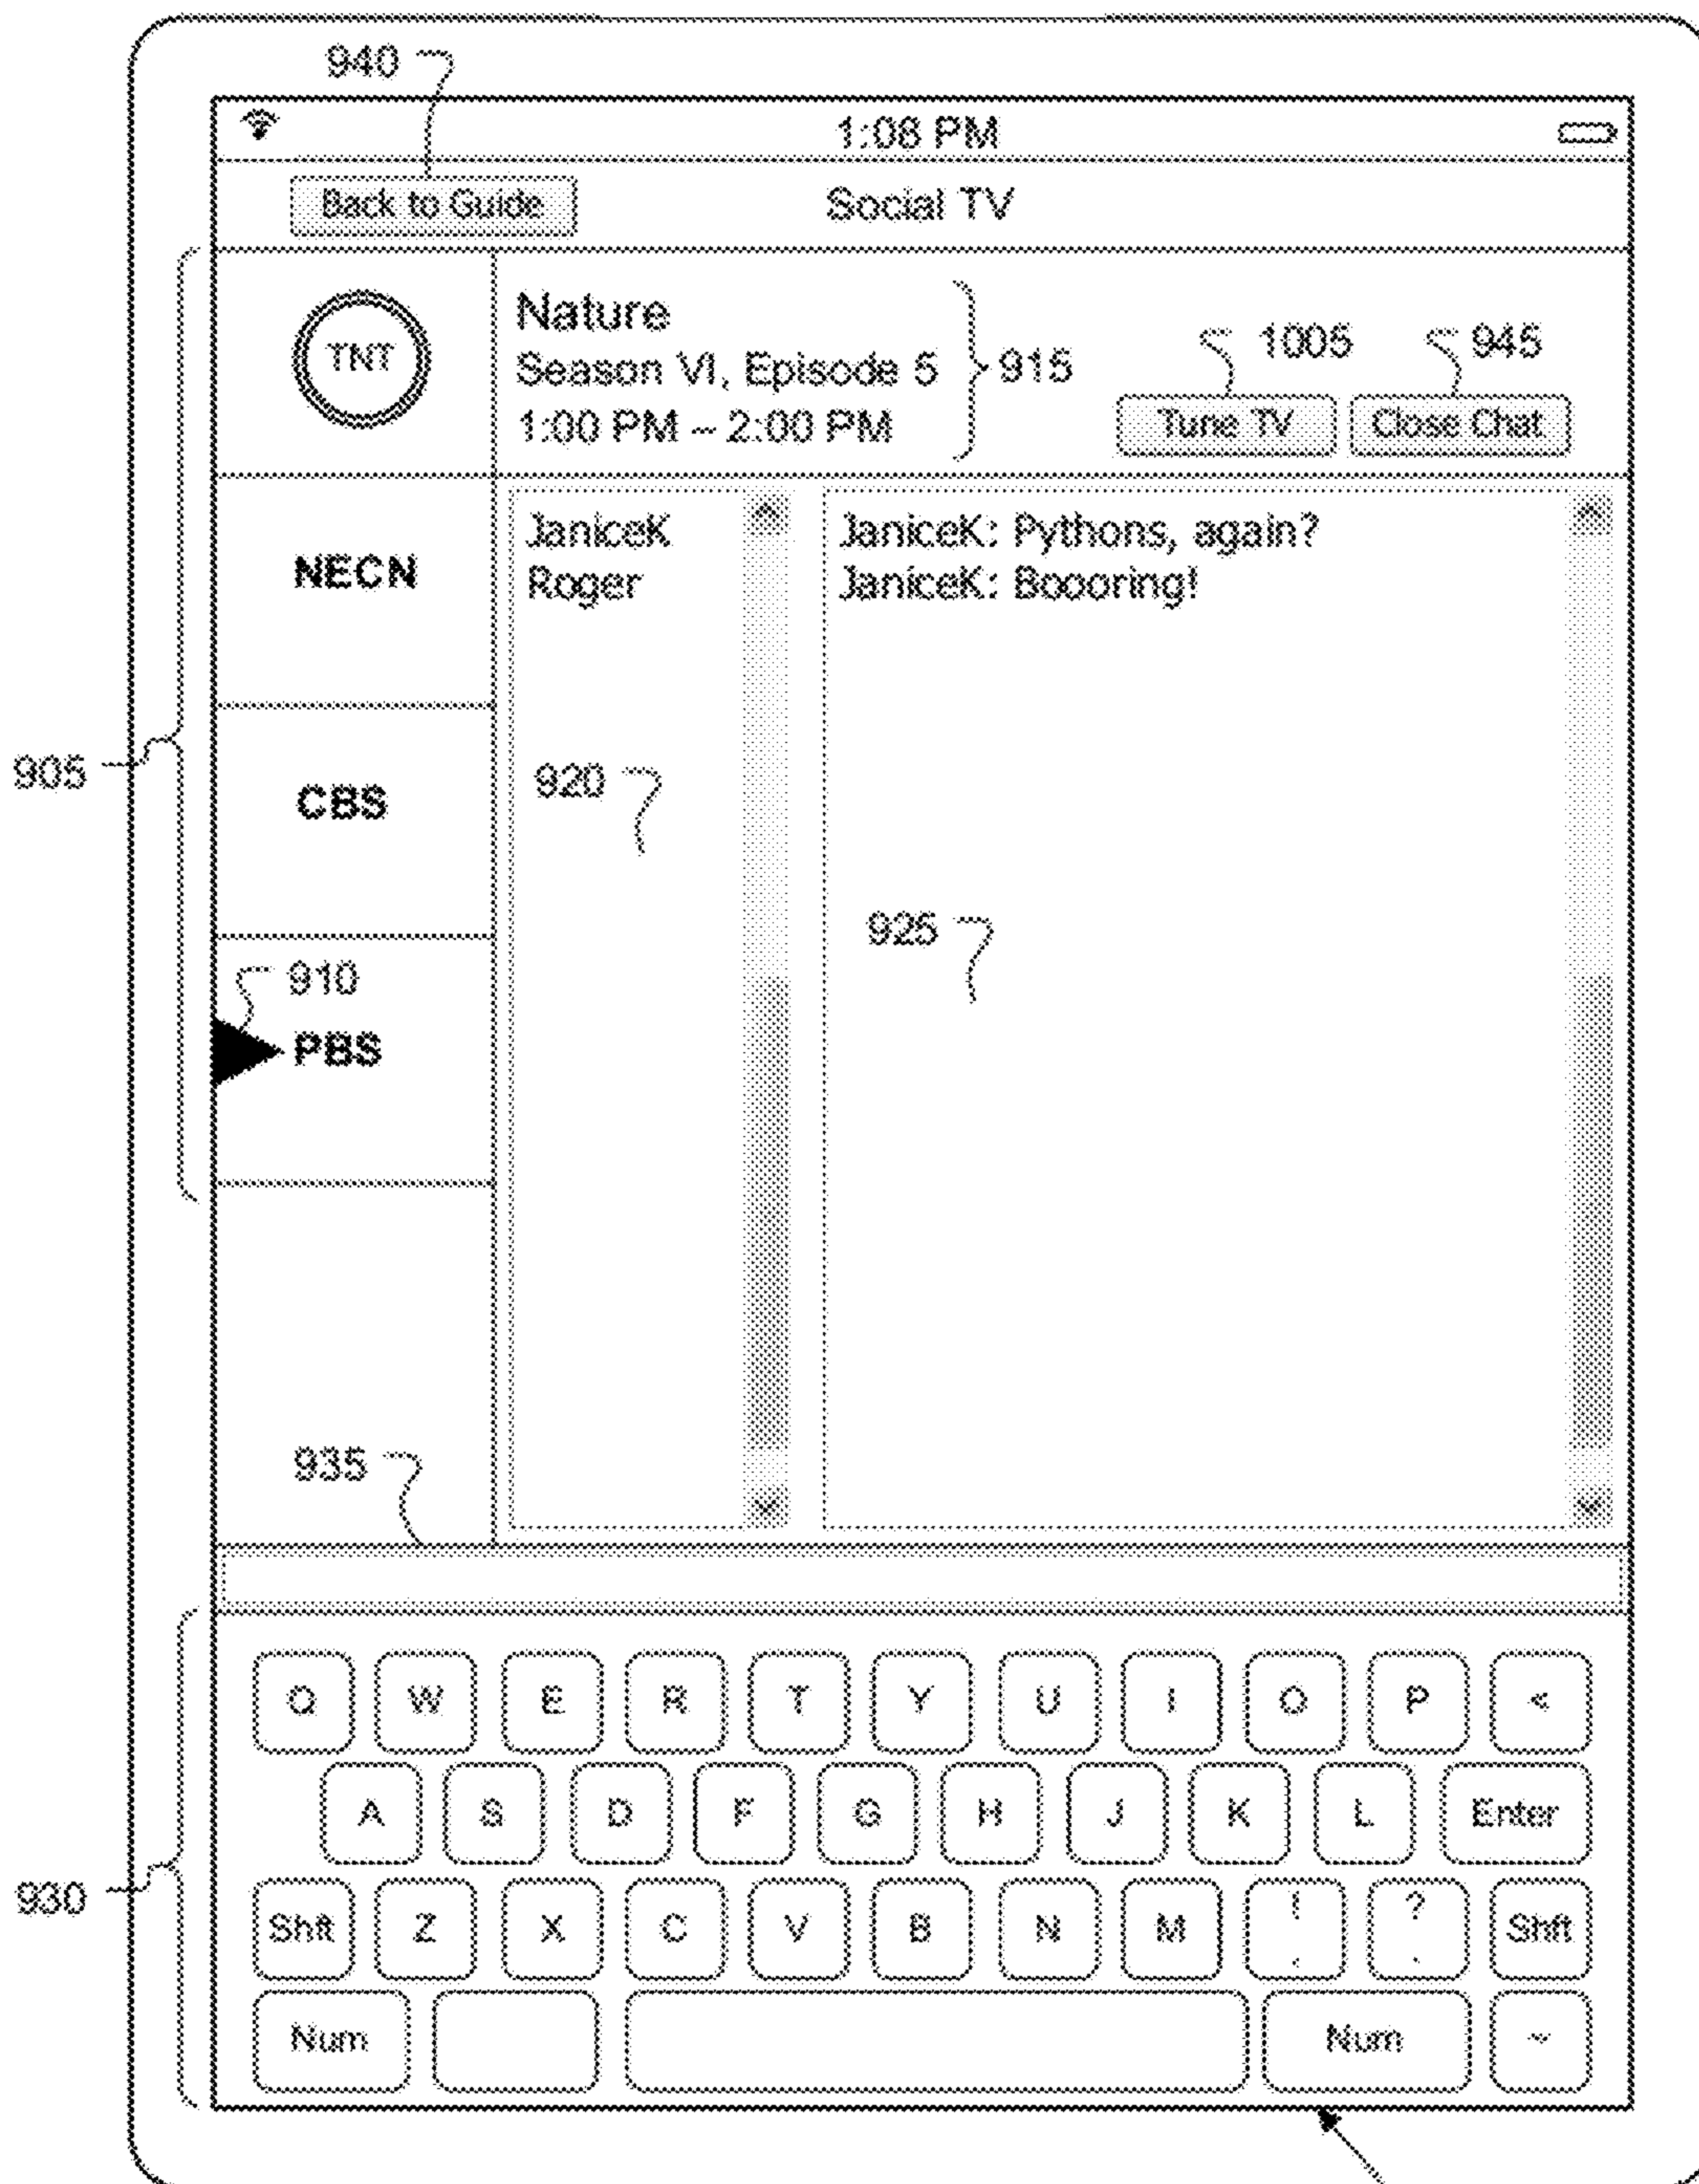 940
1:08 PM
Back to Guide
Social TV
TNT
Nature
Season VI, Episode 5
1:00 PM – 2:00 PM
915
1005
945
Tune TV
Close Chat
NECN
CBS
910
PBS
905
JaniceK
Roger
920
JaniceK: Pythons, again?
JaniceK: Boooring!
925
935
930
Q W E R T Y U I O P <
A S D F G H J K L Enter
Shft Z X C V B N M ! , ? . Shft
Num Num ~